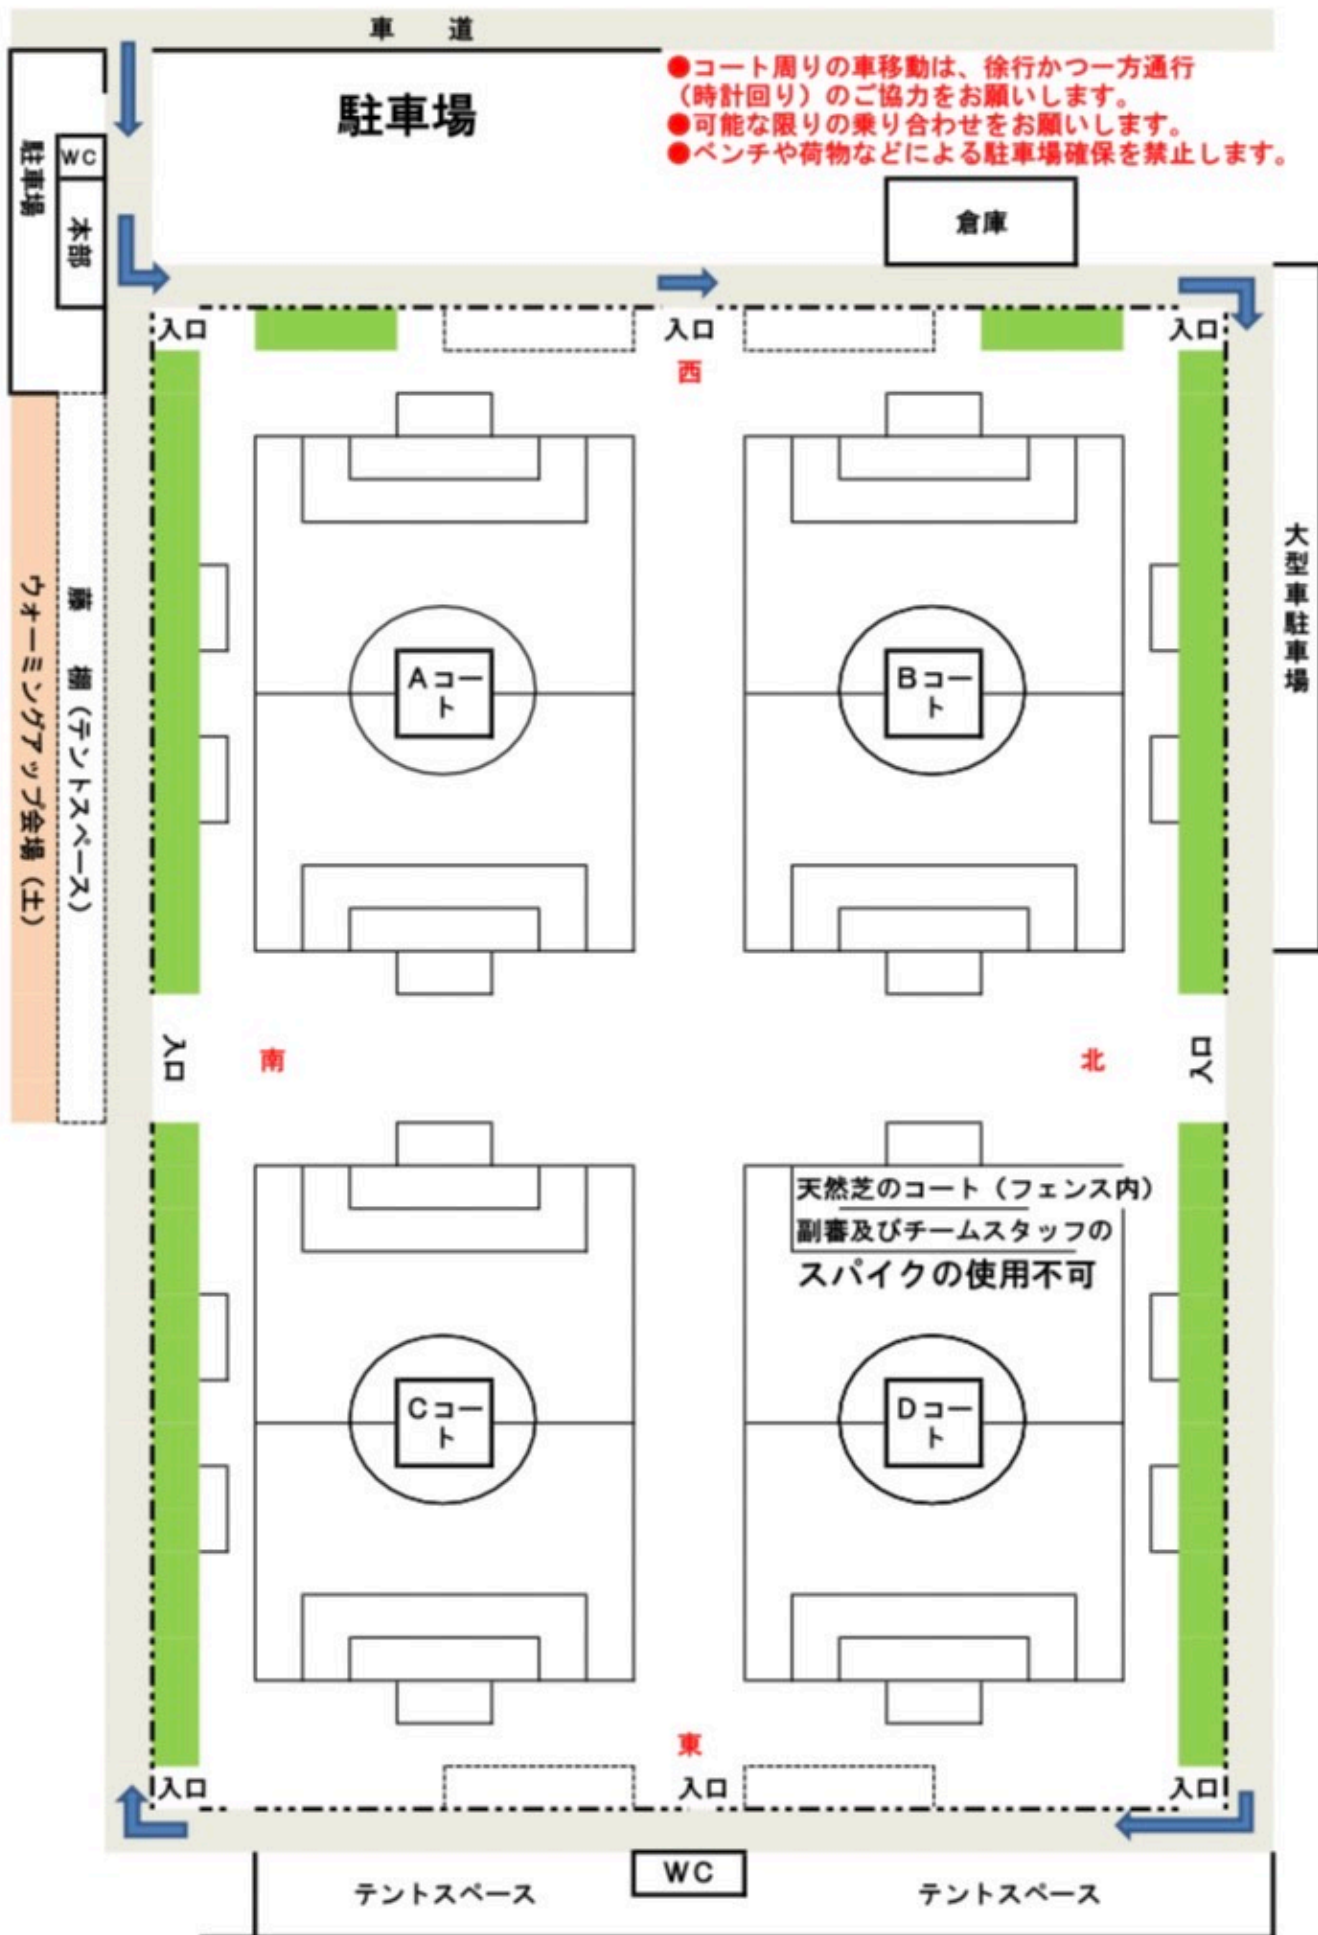 車　道
●コート周りの車移動は、徐行かつ一方通行
（時計回り）のご協力をお願いします。
●可能な限りの乗り合わせをお願いします。
●ベンチや荷物などによる駐車場確保を禁止します。
駐車場
駐車場
WC
本部
倉庫
入口
入口
入口
西
大型車駐車場
ウォーミングアップ会場（土）
藤　棚（テントスペース）
Aコー
ト
Bコー
ト
入口
南
北
入口
天然芝のコート（フェンス内）
副審及びチームスタッフの
スパイクの使用不可
Cコー
ト
Dコー
ト
東
入口
入口
入口
テントスペース
WC
テントスペース